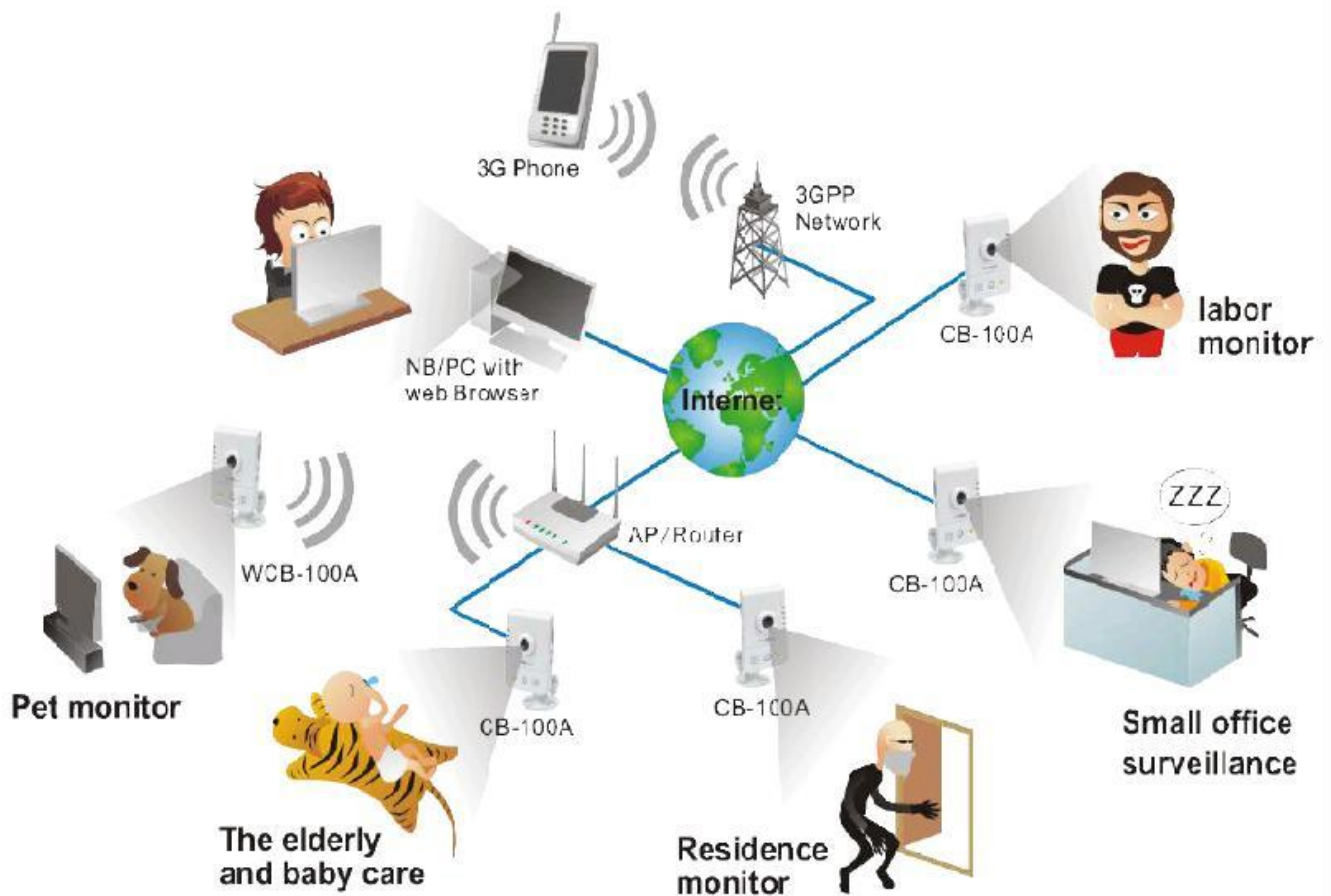 3G Phone
3GPP
Network
CB-100A
labor
monitor
NB/PC with
web Browser
Internet
WCB-100A
AP/Router
CB-100A
ZZZ
Pet monitor
CB-100A
CB-100A
Small office
surveillance
The elderly
and baby care
Residence
monitor